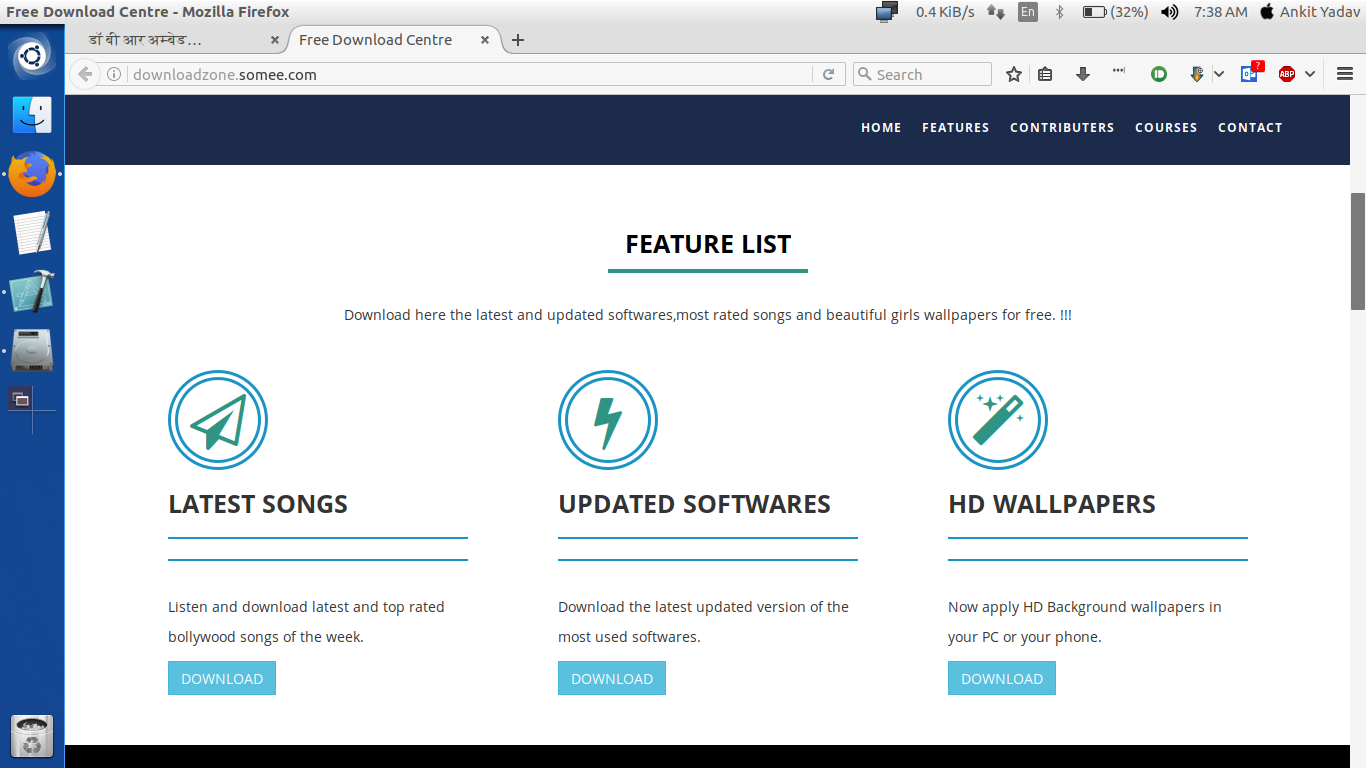 Free Download Centre - Mozilla Firefox
0.4 KiB/s En (32%) 7:38 AM Ankit Yadav
डॉ बी आर अम्बेड... Free Download Centre
downloadzone.somee.com Search ? ABP
HOME FEATURES CONTRIBUTERS COURSES CONTACT
FEATURE LIST
Download here the latest and updated softwares,most rated songs and beautiful girls wallpapers for free. !!!
LATEST SONGS
Listen and download latest and top rated
bollywood songs of the week.
DOWNLOAD
UPDATED SOFTWARES
Download the latest updated version of the
most used softwares.
DOWNLOAD
HD WALLPAPERS
Now apply HD Background wallpapers in
your PC or your phone.
DOWNLOAD